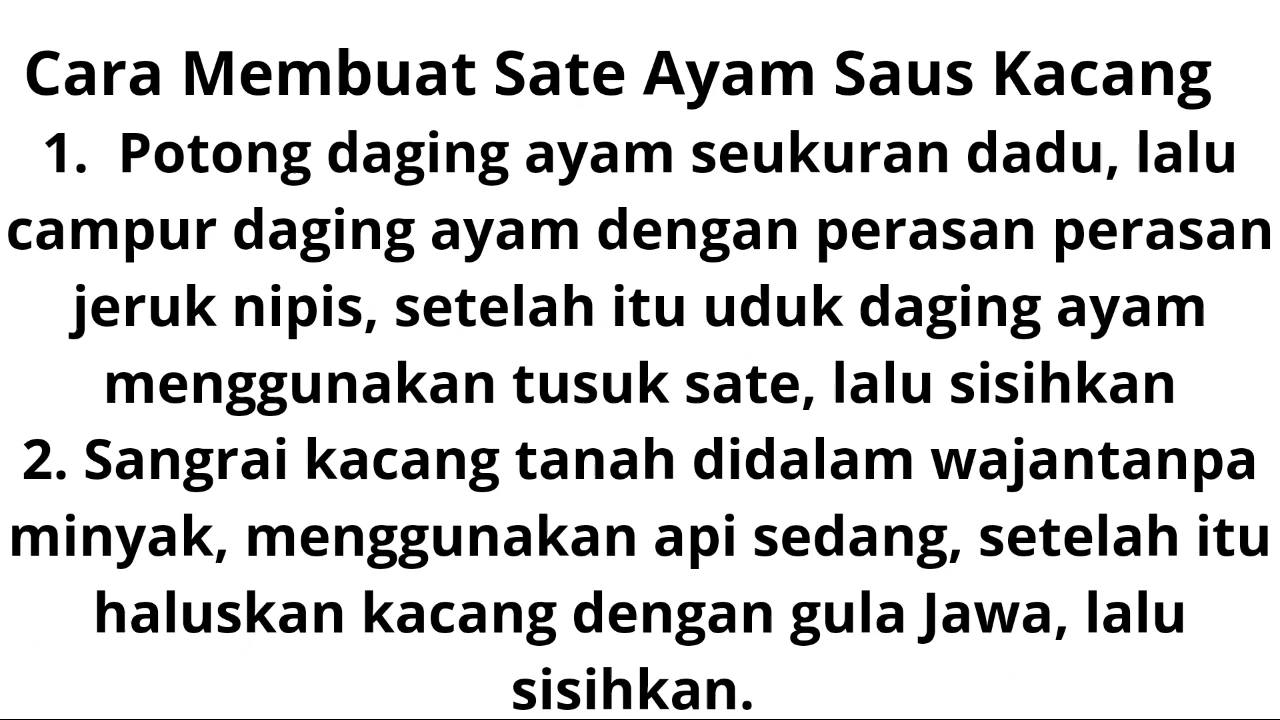 Cara Membuat Sate Ayam Saus Kacang
1. Potong daging ayam seukuran dadu, lalu
campur daging ayam dengan perasan perasan
jeruk nipis, setelah itu uduk daging ayam
menggunakan tusuk sate, lalu sisihkan
2. Sangrai kacang tanah didalam wajantanpa
minyak, menggunakan api sedang, setelah itu
haluskan kacang dengan gula Jawa, lalu
sisihkan.